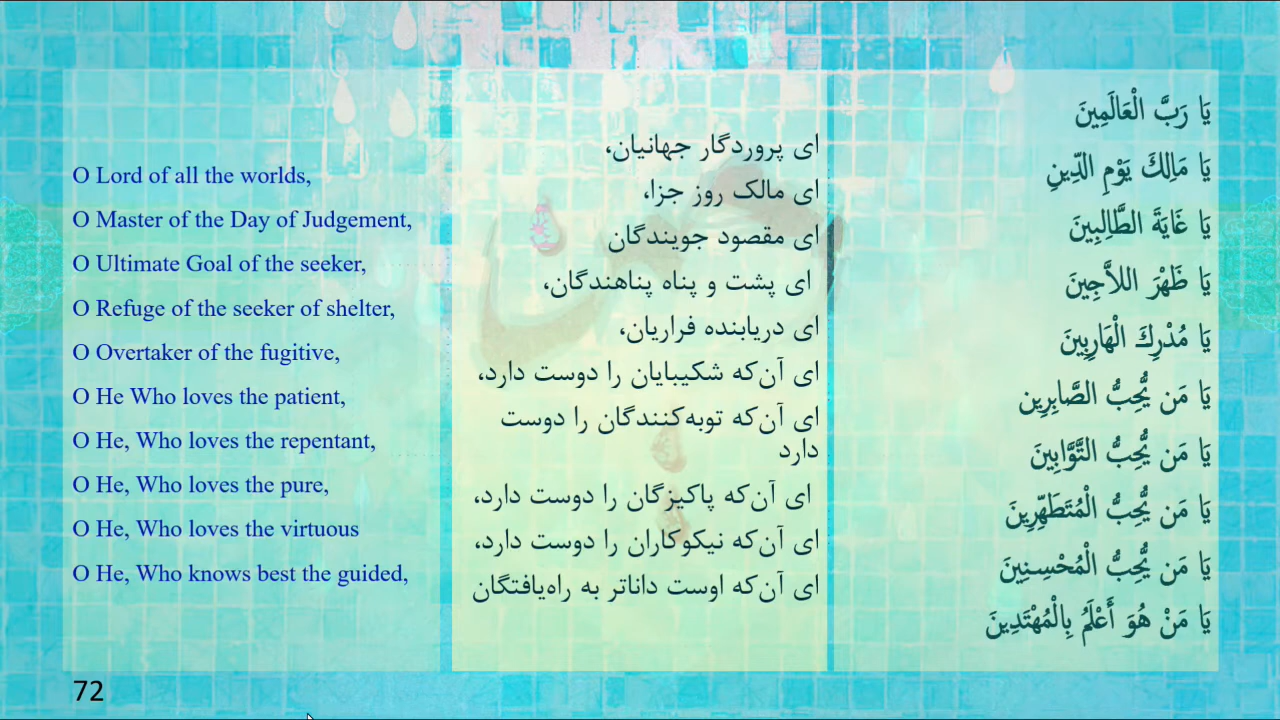 O Lord of all the worlds,
O Master of the Day of Judgement,
O Ultimate Goal of the seeker,
O Refuge of the seeker of shelter,
O Overtaker of the fugitive,
O He Who loves the patient,
O He, Who loves the repentant,
O He, Who loves the pure,
O He, Who loves the virtuous
O He, Who knows best the guided,
ای پروردگار جهانیان،
ای مالک روز جزا،
ای مقصود جویندگان
ای پشت و پناه پناهندگان،
ای دریابنده فراریان،
ای آن‌که شکیبایان را دوست دارد،
ای آن‌که توبه‌کنندگان را دوست
دارد
ای آن‌که پاکیزگان را دوست دارد،
ای آن‌که نیکوکاران را دوست دارد،
ای آن‌که اوست داناتر به راه‌یافتگان
يَا رَبَّ الْعَالَمِينَ
يَا مَالِكَ يَوْمِ الدِّينِ
يَا غَايَةَ الطَّالِبِينَ
يَا ظَهْرَ اللاَّجِينَ
يَا مُدْرِكَ الْهَارِبِينَ
يَا مَن يُّحِبُّ الصَّابِرِين
يَا مَن يُّحِبُّ التَّوَّابِينَ
يَا مَن يُّحِبُّ الْمُتَطَهِّرِينَ
يَا مَن يُّحِبُّ الْمُحْسِنِينَ
يَا مَنْ هُوَ أَعْلَمُ بِالْمُهْتَدِينَ
72